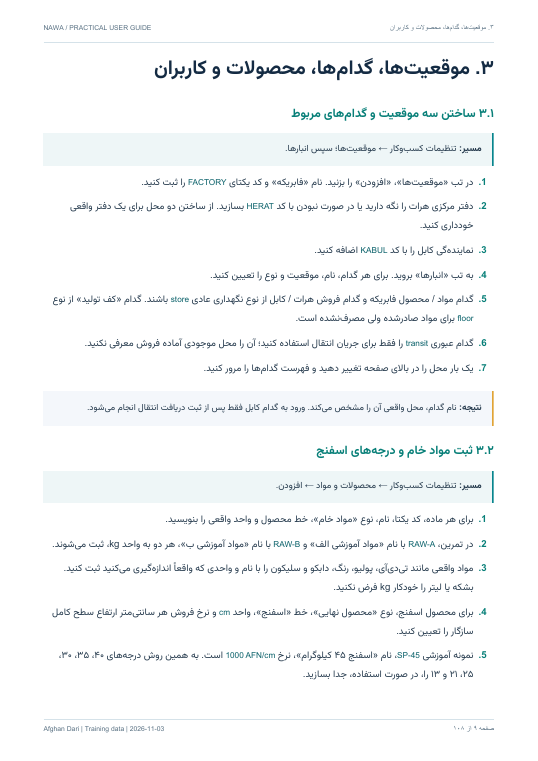 NAWA / PRACTICAL USER GUIDE
۳. موقعیت‌ها، گدام‌ها، محصولات و کاربران
۳. موقعیت‌ها، گدام‌ها، محصولات و کاربران
۳.۱ ساختن سه موقعیت و گدام‌های مربوط
مسیر: تنظیمات کسب‌وکار ← موقعیت‌ها؛ سپس انبارها.
1. در تب «موقعیت‌ها»، «افزودن» را بزنید. نام «فابریکه» و کد یکتای FACTORY را ثبت کنید.
2. دفتر مرکزی هرات را نگه دارید یا در صورت نبودن با کد HERAT بسازید. از ساختن دو محل برای یک دفتر واقعی
خودداری کنید.
3. نمایندگی کابل را با کد KABUL اضافه کنید.
4. به تب «انبارها» بروید. برای هر گدام، نام، موقعیت و نوع را تعیین کنید.
5. گدام مواد / محصول فابریکه و گدام فروش هرات / کابل از نوع نگهداری عادی store باشند. گدام «کف تولید» از نوع
floor برای مواد صادرشده ولی مصرف‌نشده است.
6. گدام عبوری transit را فقط برای جریان انتقال استفاده کنید؛ آن را محل موجودی آماده فروش معرفی نکنید.
7. یک بار محل را در بالای صفحه تغییر دهید و فهرست گدام‌ها را مرور کنید.
نتیجه: نام گدام، محل واقعی آن را مشخص می‌کند. ورود به گدام کابل فقط پس از ثبت دریافت انتقال انجام می‌شود.
۳.۲ ثبت مواد خام و درجه‌های اسفنج
مسیر: تنظیمات کسب‌وکار ← محصولات و مواد ← افزودن.
1. برای هر ماده، کد یکتا، نام، نوع «مواد خام»، خط محصول و واحد واقعی را بنویسید.
2. در تمرین، RAW-A با نام «مواد آموزشی الف» و RAW-B با نام «مواد آموزشی ب»، هر دو به واحد kg، ثبت می‌شوند.
3. مواد واقعی مانند تی‌دی‌آی، پولیو، رنگ، دابکو و سلیکون را با نام و واحدی که واقعاً اندازه‌گیری می‌کنید ثبت کنید.
بشکه یا لیتر را خودکار kg فرض نکنید.
4. برای محصول اسفنج، نوع «محصول نهایی»، خط «اسفنج»، واحد cm و نرخ فروش هر سانتی‌متر ارتفاع سطح کامل
سازگار را تعیین کنید.
5. نمونه آموزشی SP-45، نام «اسفنج ۴۵ کیلوگرام»، نرخ 1000 AFN/cm است. به همین روش درجه‌های ۴۰، ۳۵، ۳۰،
۲۵، ۲۱ و ۱۳ را، در صورت استفاده، جدا بسازید.
Afghan Dari | Training data | 2026-11-03
صفحه ۹ از ۱۰۸